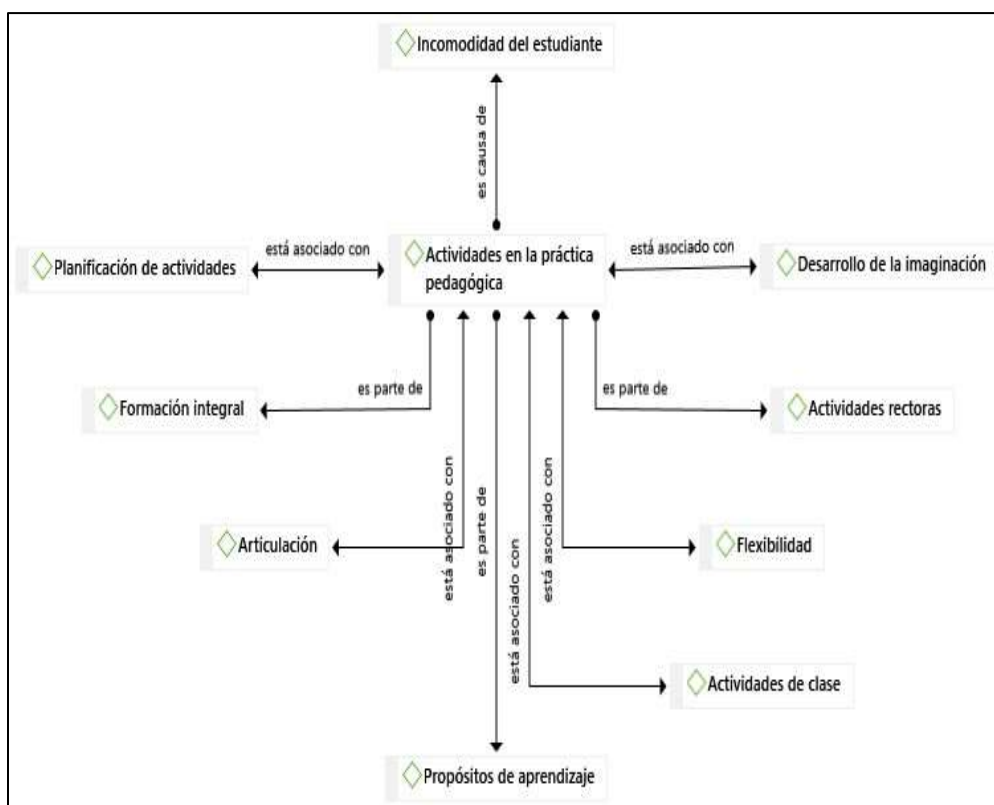 Incomodidad del estudiante
es causa de
Planificación de actividades
está asociado con
Actividades en la práctica
pedagógica
está asociado con
Desarrollo de la imaginación
Formación integral
es parte de
es parte de
Actividades rectoras
Articulación
está asociado con
es parte de
está asociado con
está asociado con
Flexibilidad
Actividades de clase
Propósitos de aprendizaje